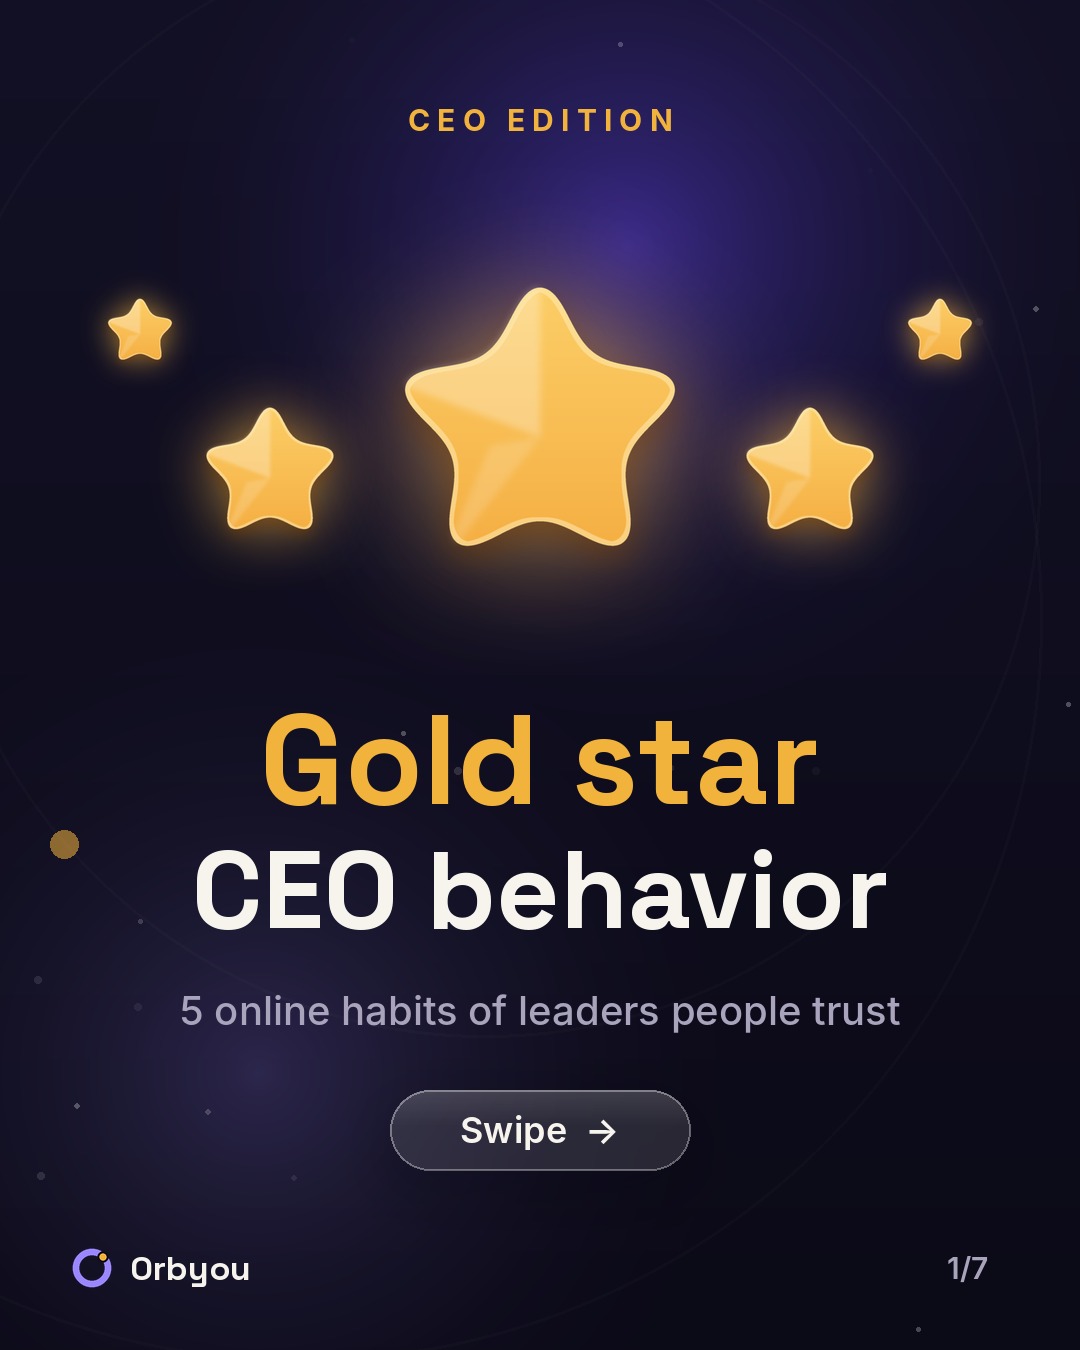 CEO EDITION
Gold star
CEO behavior
5 online habits of leaders people trust
Swipe →
Orbyou
1/7